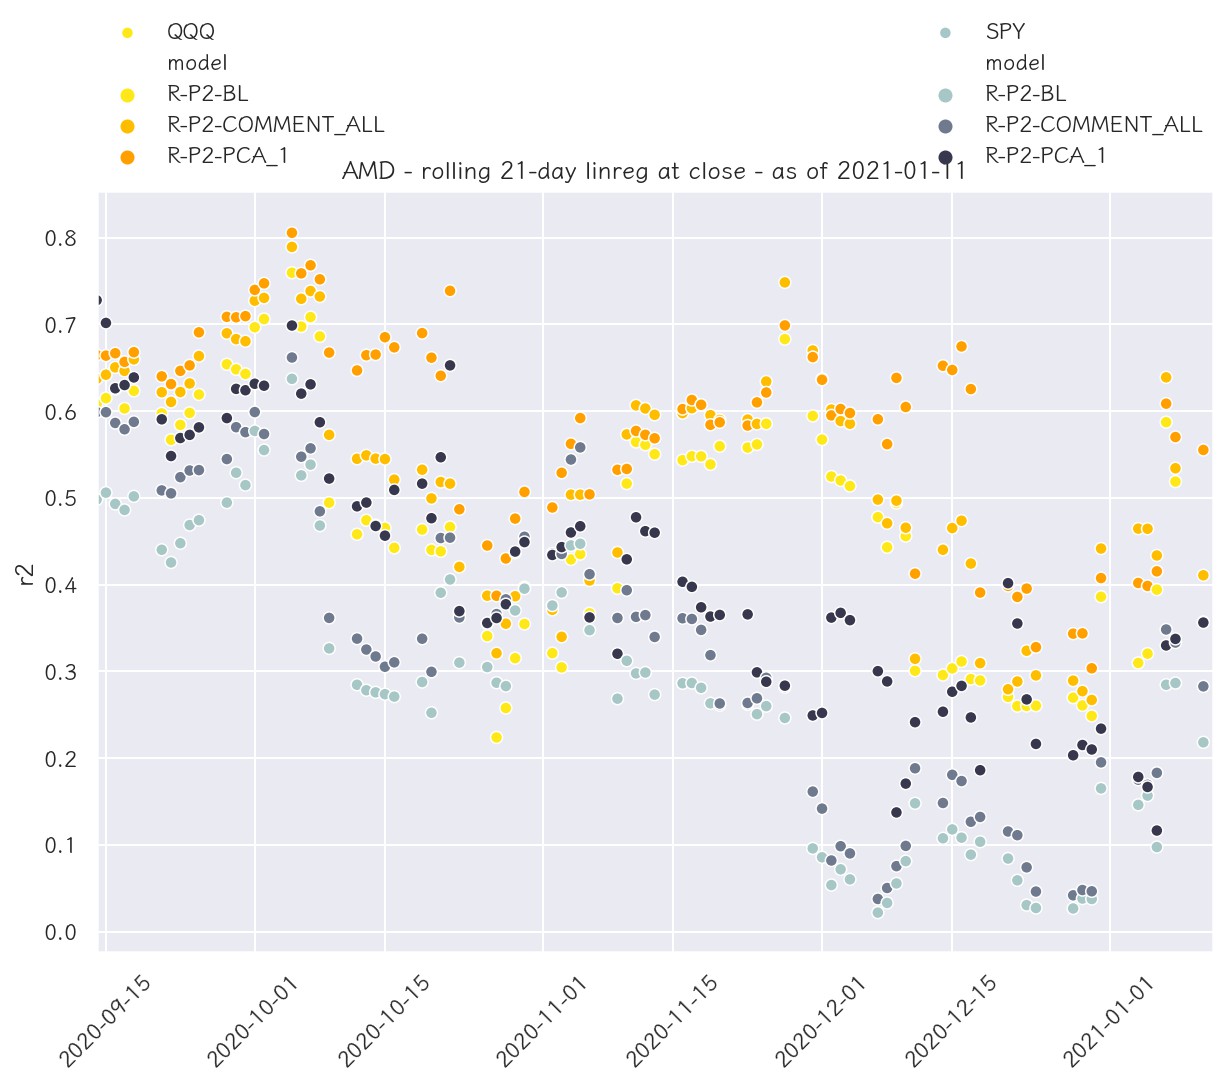 QQQ
model
R-P2-BL
R-P2-COMMENT_ALL
R-P2-PCA_1
SPY
model
R-P2-BL
R-P2-COMMENT_ALL
R-P2-PCA_1
AMD - rolling 21-day linreg at close - as of 2021-01-11
r2
0.8
0.7
0.6
0.5
0.4
0.3
0.2
0.1
0.0
2020-09-15
2020-10-01
2020-10-15
2020-11-01
2020-11-15
2020-12-01
2020-12-15
2021-01-01